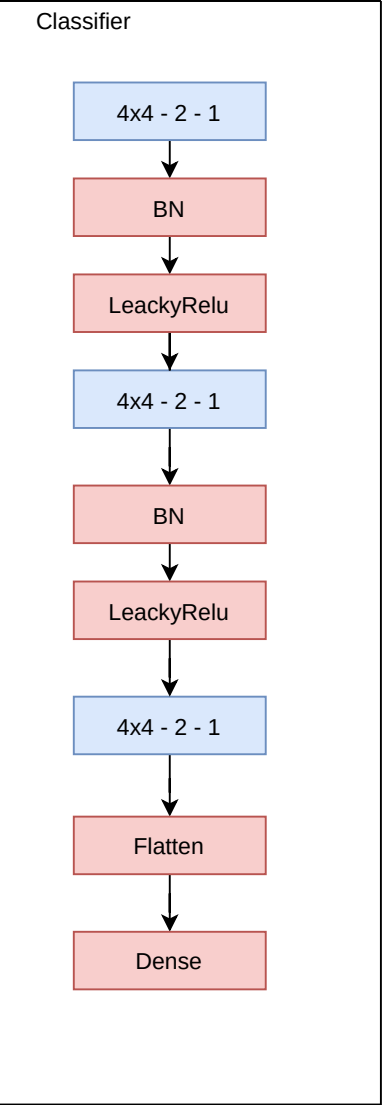 Classifier
4x4 - 2 - 1
BN
LeackyRelu
4x4 - 2 - 1
BN
LeackyRelu
4x4 - 2 - 1
Flatten
Dense